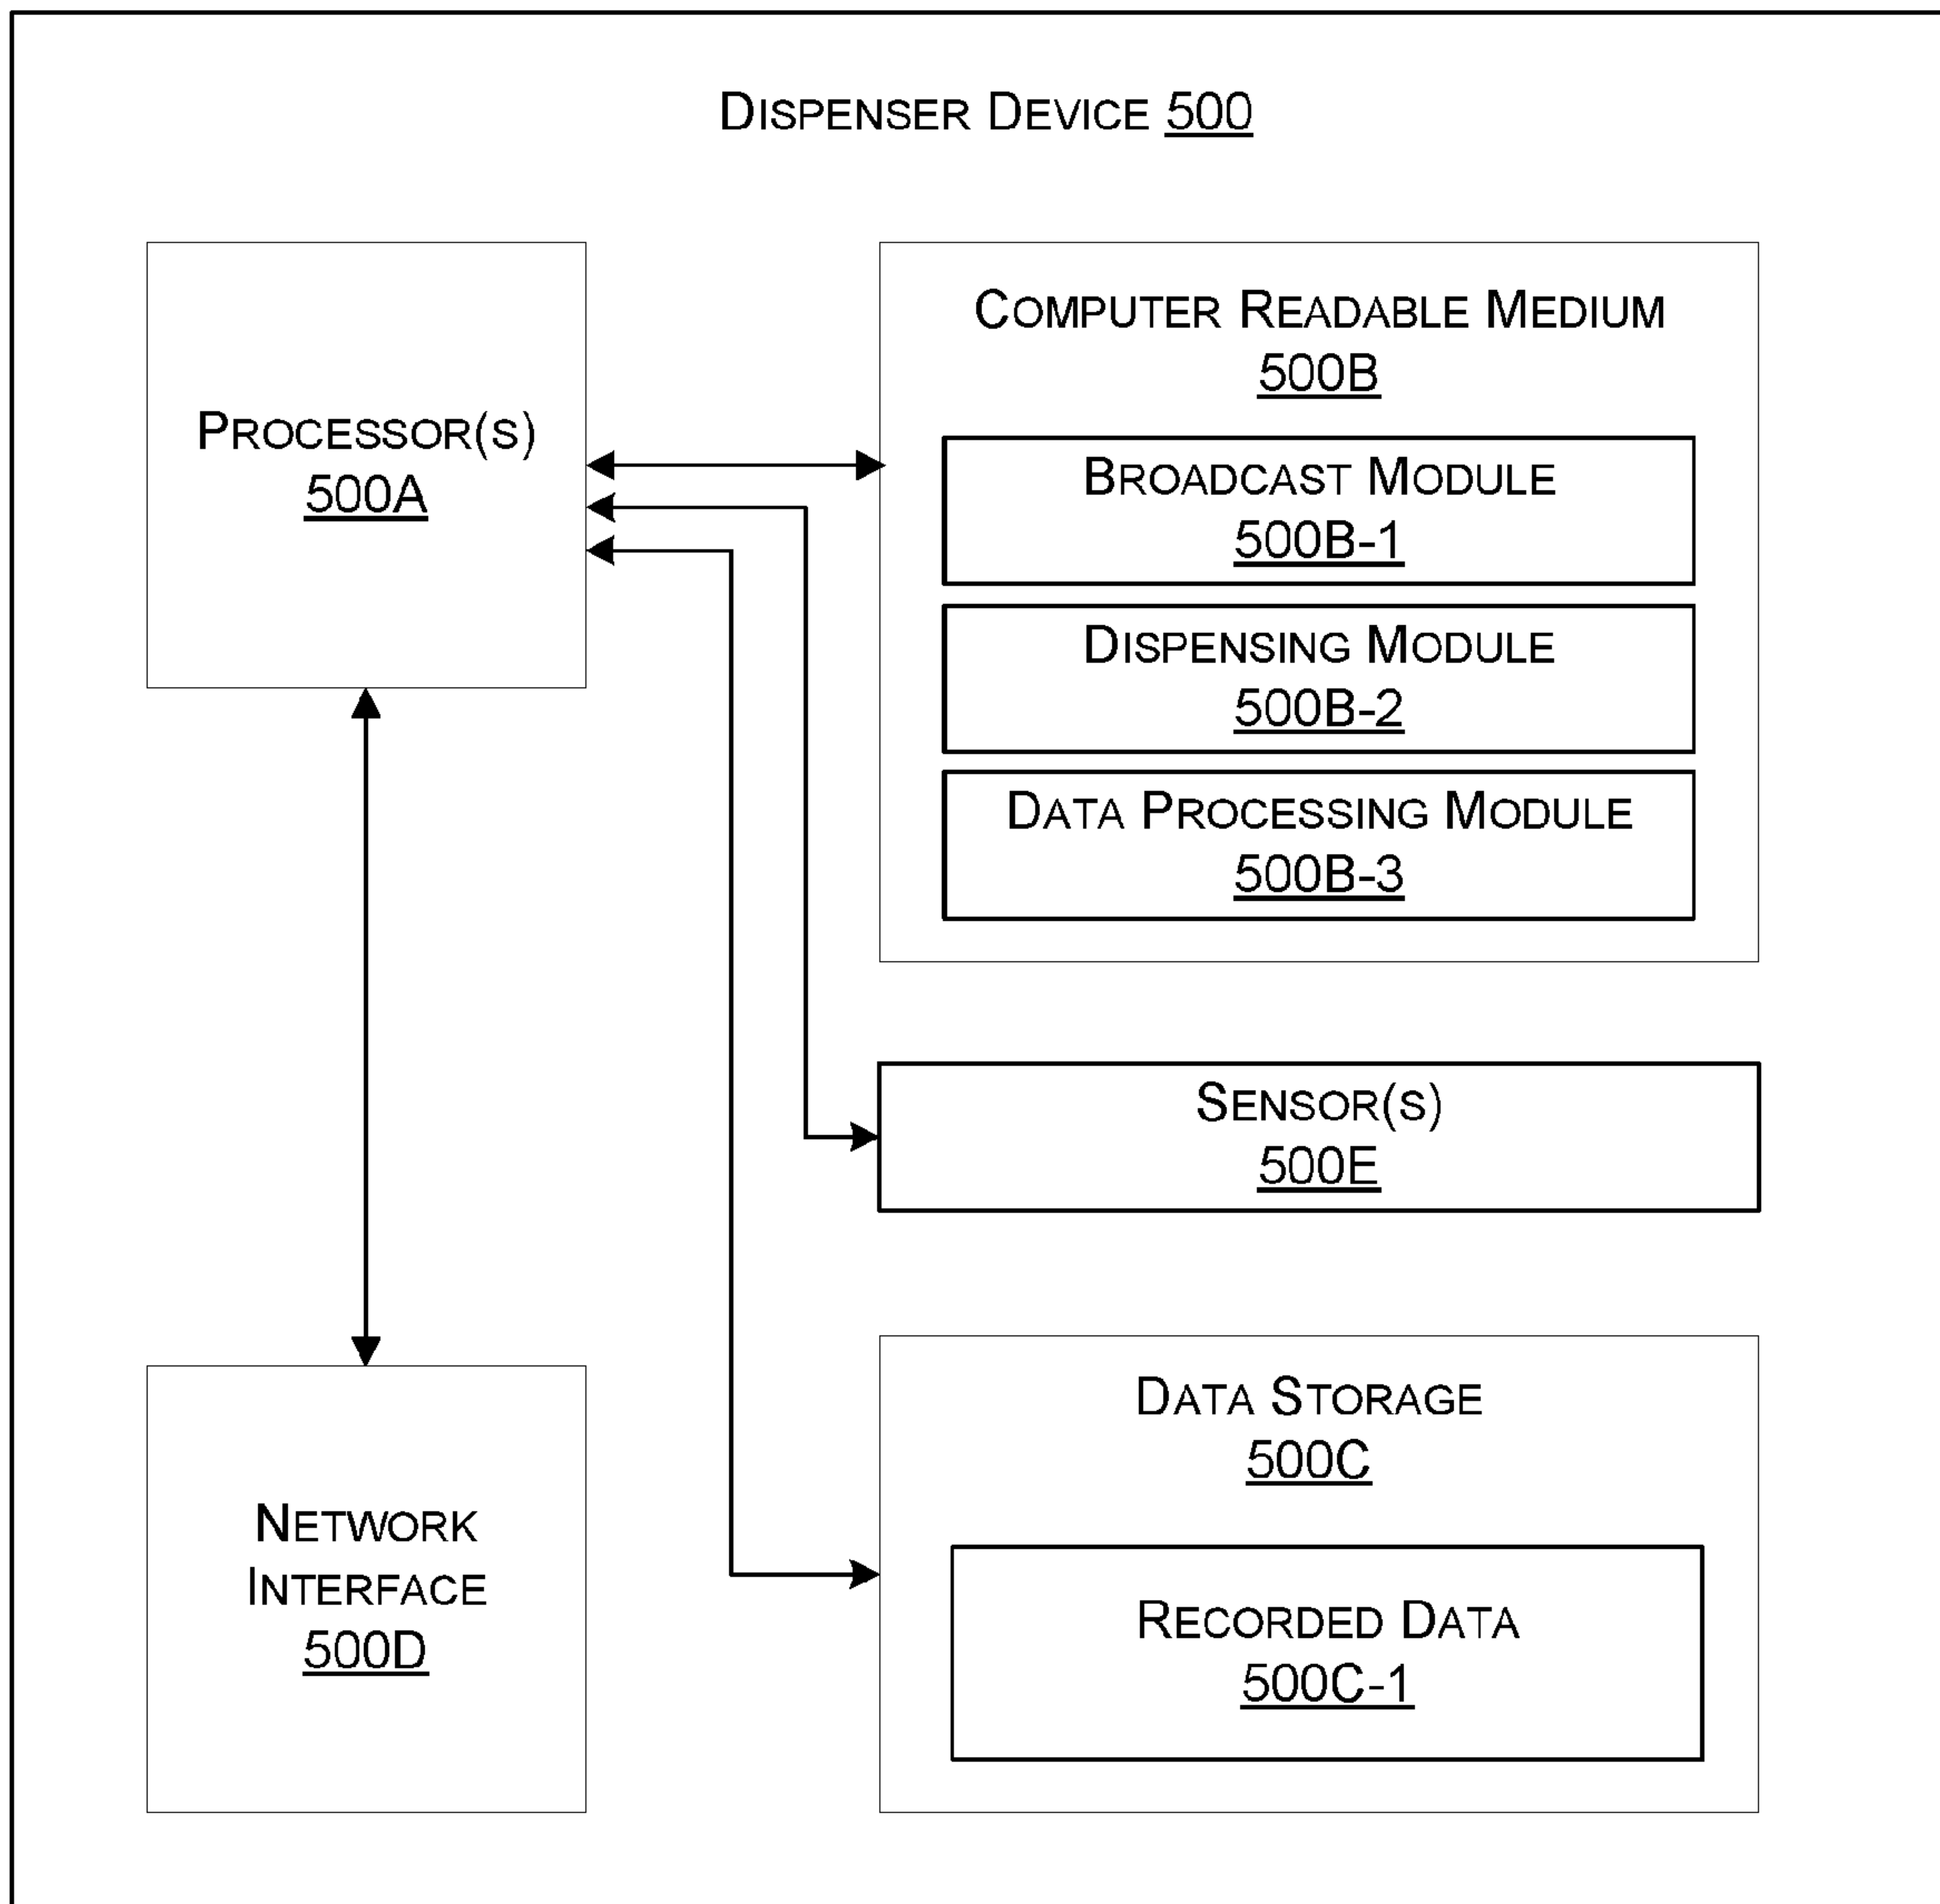 DISPENSER DEVICE 500
PROCESSOR(S)
500A
COMPUTER READABLE MEDIUM
500B
BROADCAST MODULE
500B-1
DISPENSING MODULE
500B-2
DATA PROCESSING MODULE
500B-3
SENSOR(S)
500E
NETWORK
INTERFACE
500D
DATA STORAGE
500C
RECORDED DATA
500C-1